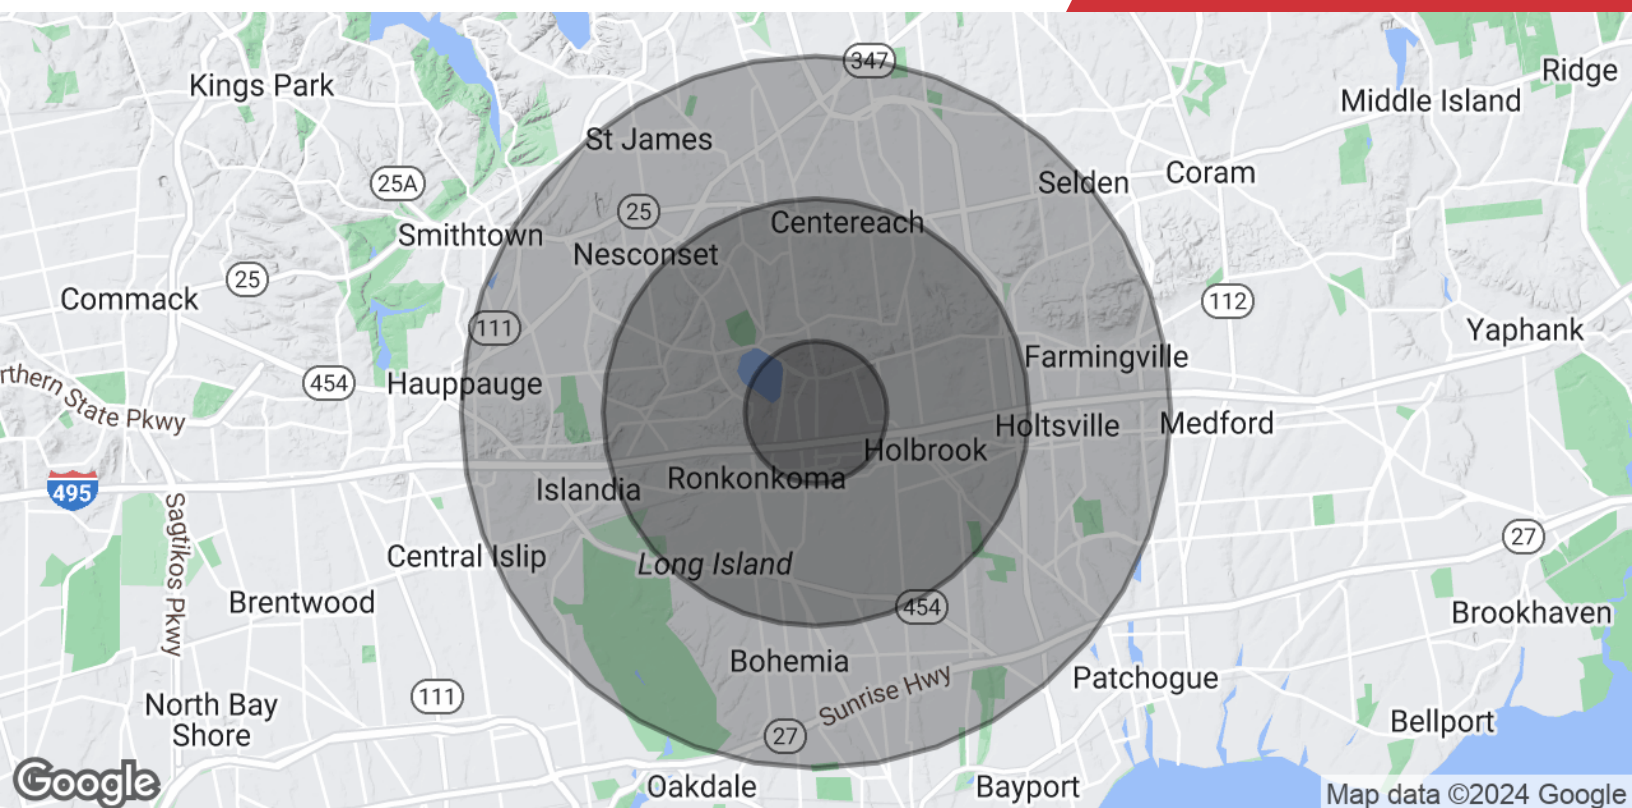 347
Ridge
Kings Park
Middle Island
St James
Coram
25A
Selden
25
Centereach
Smithtown
Nesconset
25
Commack
112
111
Yaphank
Farmingville
454
Hauppauge
rthern State Pkwy
Medford
Holtsville
Holbrook
Ronkonkoma
495
Islandia
Sagtikos Pkwy
27
Central Islip
Long Island
Brentwood
454
Brookhaven
Bohemia
Patchogue
Sunrise Hwy
111
North Bay
Shore
Bellport
27
Google
Oakdale
Bayport
Map data ©2024 Google